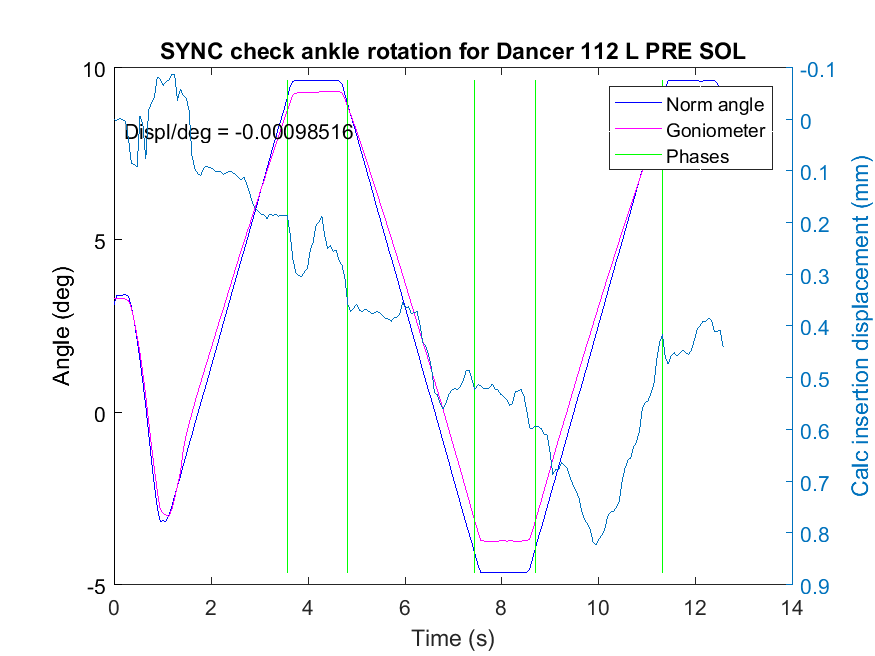 SYNC check ankle rotation for Dancer 112 L PRE SOL
10
5
0
-5
Angle (deg)
Displ/deg = -0.00098516
Norm angle
Goniometer
Phases
-0.1
0
0.1
0.2
0.3
0.4
0.5
0.6
0.7
0.8
0.9
Calc insertion displacement (mm)
0
2
4
6
8
10
12
14
Time (s)